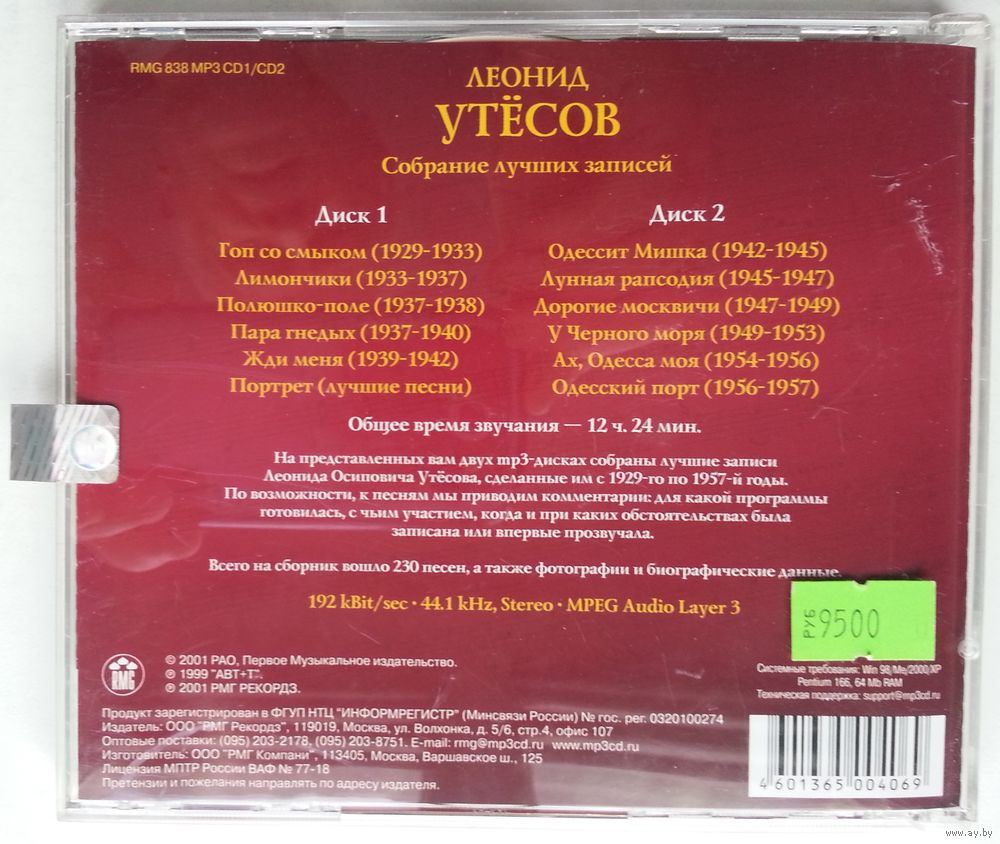 RMG 838 MP3 CD1/CD2
ЛЕОНИД
УТЁСОВ
Собрание лучших записей
Диск 1
Гоп со смыком (1929-1933)
Лимончики (1933-1937)
Полюшко-поле (1937-1938)
Пара гнедых (1937-1940)
Жди меня (1939-1942)
Портрет (лучшие песни)
Диск 2
Одессит Мишка (1942-1945)
Лунная рапсодия (1945-1947)
Дорогие москвичи (1947-1949)
У Черного моря (1949-1953)
Ах, Одесса моя (1954-1956)
Одесский порт (1956-1957)
Общее время звучания — 12 ч. 24 мин.
На представленных вам двух mp3-дисках собраны лучшие записи
Леонида Осиповича Утёсова, сделанные им с 1929-го по 1957-й годы.
По возможности, к песням мы приводим комментарии: для какой программы
готовилась, с чьим участием, когда и при каких обстоятельствах была
записана или впервые прозвучала.
Всего на сборник вошло 230 песен, а также фотографии и биографические данные.
192 kBit/sec · 44.1 kHz, Stereo · MPEG Audio Layer 3
РУБ 9500
RMG
© 2001 РАО, Первое Музыкальное издательство.
℗ 1999 "АВТ+Т".
℗ 2001 РМГ РЕКОРДЗ.
Системные требования: Win 98/Me/2000/XP
Pentium 166, 64 Mb RAM
Техническая поддержка: support@mp3cd.ru
Продукт зарегистрирован в ФГУП НТЦ "ИНФОРМРЕГИСТР" (Минсвязи России) № гос. рег. 0320100274
Издатель: ООО "РМГ Рекордз", 119019, Москва, ул. Волхонка, д. 5/6, стр.4, офис 107
Оптовые поставки: (095) 203-2178, (095) 203-8751. E-mail: rmg@mp3cd.ru www.mp3cd.ru
Изготовитель: ООО "РМГ Компани", 113405, Москва, Варшавское ш., 125
Лицензия МПТР России ВАФ № 77-18
Претензии и пожелания направлять по адресу издателя.
4 601365 004069
www.ay.by